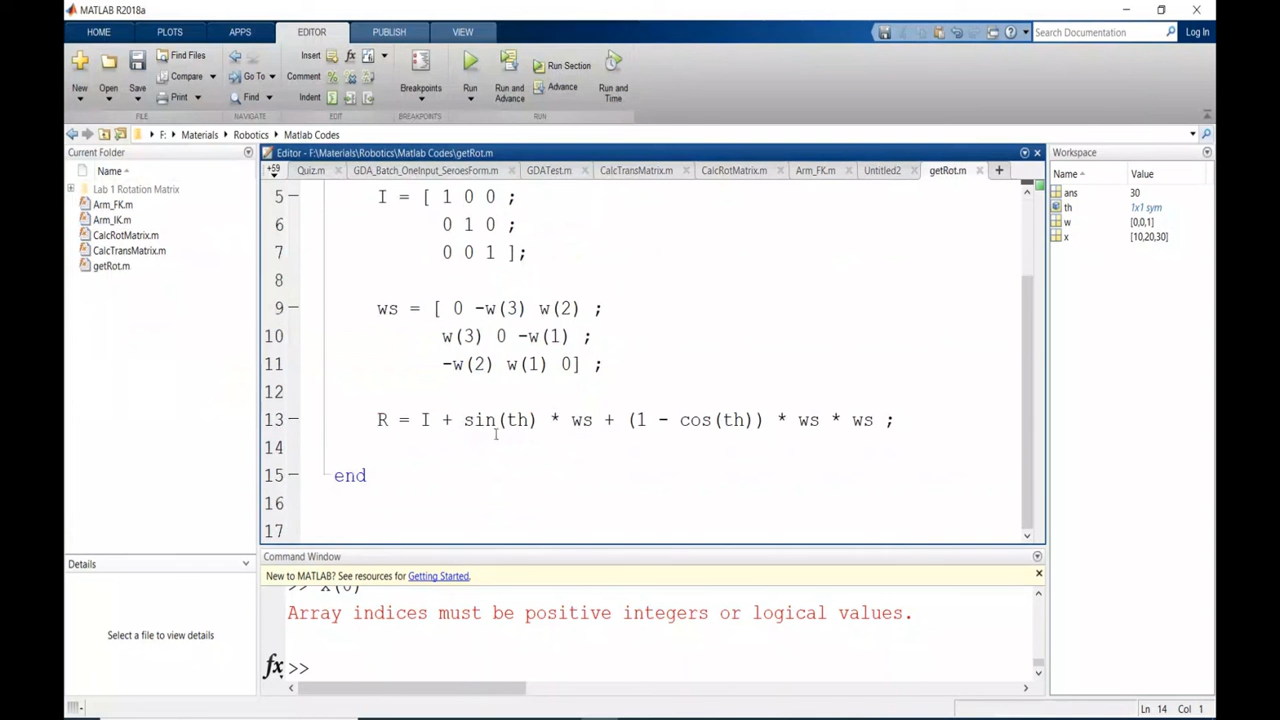 MATLAB R2018a
HOME PLOTS APPS EDITOR PUBLISH VIEW
Search Documentation Log In
New Open Save Find Files Compare Print
Go To Find
Insert Comment Indent
Breakpoints
Run Run and Advance Run Section Advance Run and Time
FILE NAVIGATE EDIT BREAKPOINTS RUN
F: Materials Robotics Matlab Codes
Current Folder
Name
Lab 1 Rotation Matrix
Arm_FK.m
Arm_IK.m
CalcRotMatrix.m
CalcTransMatrix.m
getRot.m
Details
Select a file to view details
Editor - F:\Materials\Robotics\Matlab Codes\getRot.m
+59 Quiz.m GDA_Batch_OneInput_SeroesForm.m GDATest.m CalcTransMatrix.m CalcRotMatrix.m Arm_FK.m Untitled2 getRot.m
5 I = [ 1 0 0 ;
6 0 1 0 ;
7 0 0 1 ];
8
9 ws = [ 0 -w(3) w(2) ;
10 w(3) 0 -w(1) ;
11 -w(2) w(1) 0] ;
12
13 R = I + sin(th) * ws + (1 - cos(th)) * ws * ws ;
14
15 end
16
17
Command Window
New to MATLAB? See resources for Getting Started.
>> x(0)
Array indices must be positive integers or logical values.
fx >>
Workspace
Name Value
ans 30
th 1x1 sym
w [0,0,1]
x [10,20,30]
Ln 14 Col 1